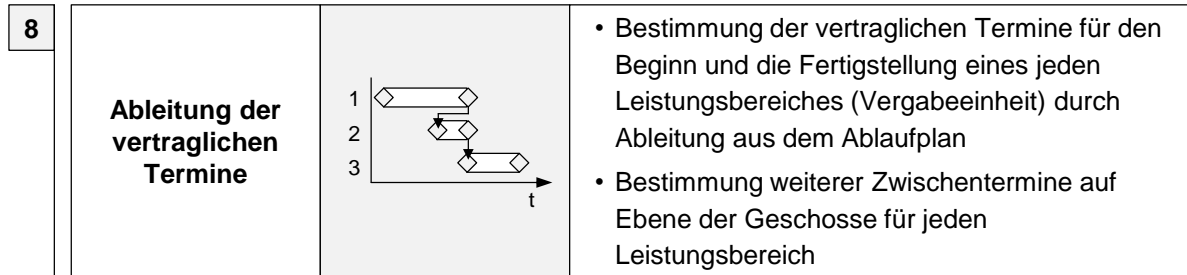 8
Ableitung der
vertraglichen
Termine
1
2
3
t
• Bestimmung der vertraglichen Termine für den
Beginn und die Fertigstellung eines jeden
Leistungsbereiches (Vergabeeinheit) durch
Ableitung aus dem Ablaufplan
• Bestimmung weiterer Zwischentermine auf
Ebene der Geschosse für jeden
Leistungsbereich